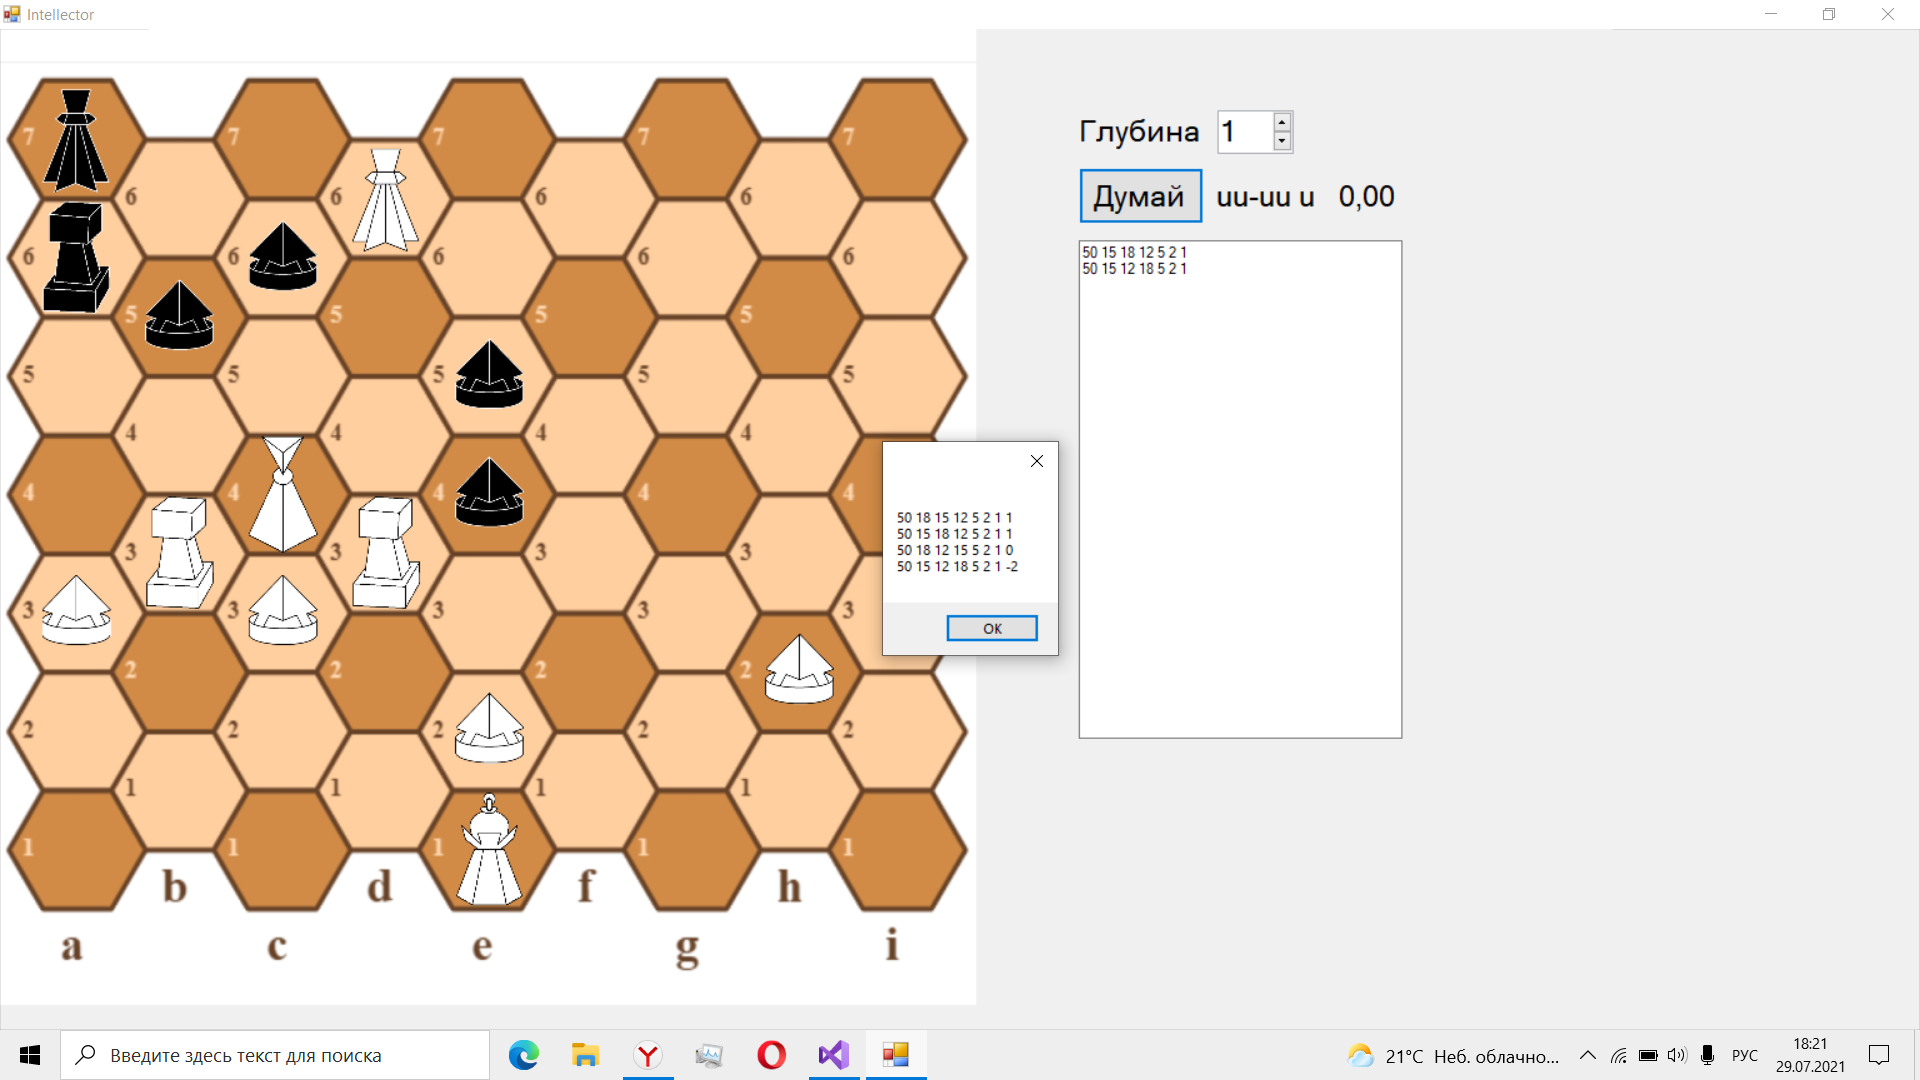 Intellector
7 7 7 7 7
6 6 6 6
6 6 6 6 6
5 5 5 5
5 5 5 5 5
4 4 4 4
4 4 4 4 4
3 3 3 3
3 3 3 3 3
2 2 2 2
2 2 2 2 2
1 1 1 1
1 1 1 1 1
b d f h
a c e g i
Глубина 1
Думай uu-uu u 0,00
50 15 18 12 5 2 1
50 15 12 18 5 2 1
50 18 15 12 5 2 1 1
50 15 18 12 5 2 1 1
50 18 12 15 5 2 1 0
50 15 12 18 5 2 1 -2
ОК
Введите здесь текст для поиска
21°C Неб. облачно...
РУС
18:21
29.07.2021